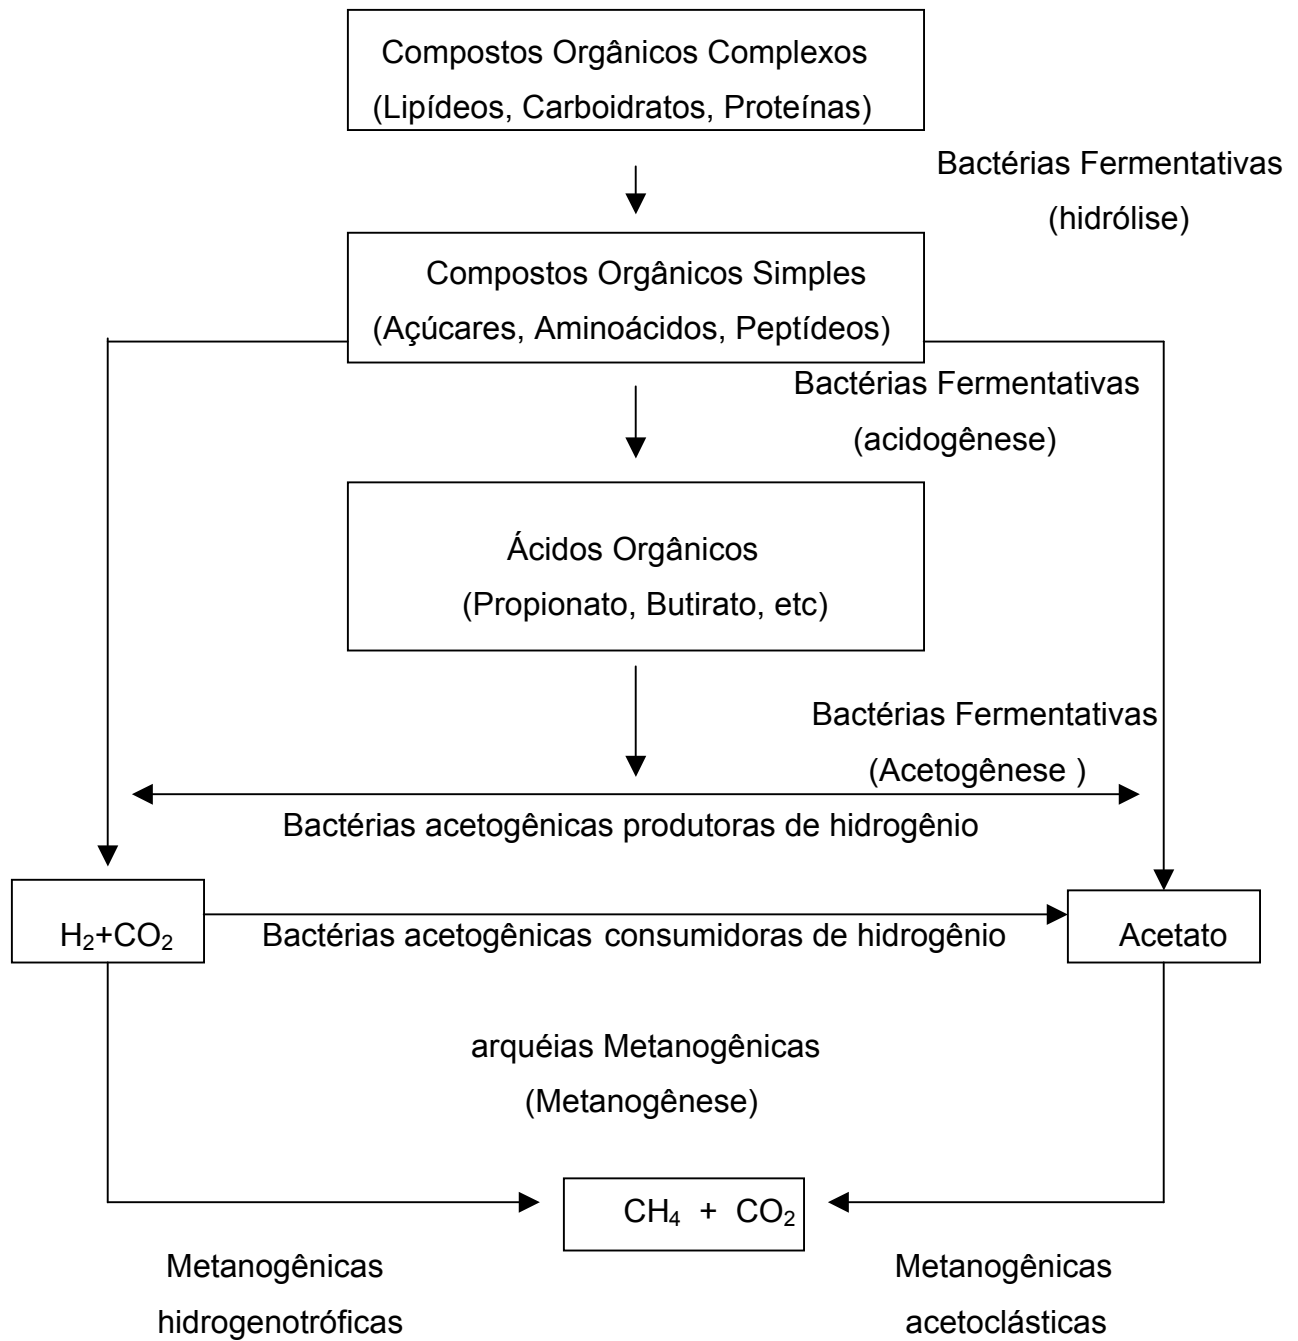 Compostos Orgânicos Complexos
(Lipídeos, Carboidratos, Proteínas)
Bactérias Fermentativas
(hidrólise)
Compostos Orgânicos Simples
(Açúcares, Aminoácidos, Peptídeos)
Bactérias Fermentativas
(acidogênese)
Ácidos Orgânicos
(Propionato, Butirato, etc)
Bactérias Fermentativas
(Acetogênese )
Bactérias acetogênicas produtoras de hidrogênio
H₂+CO₂
Bactérias acetogênicas consumidoras de hidrogênio
Acetato
arquéias Metanogênicas
(Metanogênese)
CH₄ + CO₂
Metanogênicas
hidrogenotróficas
Metanogênicas
acetoclásticas